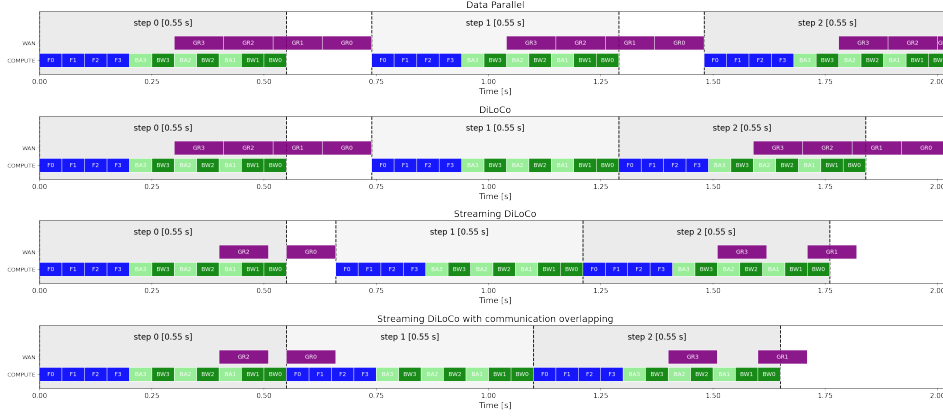 Data Parallel
step 0 [0.55 s] step 1 [0.55 s] step 2 [0.55 s]
WAN GR3 GR2 GR1 GR0 GR3 GR2 GR1 GR0 GR3 GR2
COMPUTE F0 F1 F2 F3 BA3 BW3 BA2 BW2 BA1 BW1 BW0 F0 F1 F2 F3 BA3 BW3 BA2 BW2 BA1 BW1 BW0 F0 F1 F2 F3 BA3 BW3 BA2 BW2 BA1 BW1
0.00 0.25 0.50 0.75 1.00 1.25 1.50 1.75 2.00
Time [s]
DiLoCo
step 0 [0.55 s] step 1 [0.55 s] step 2 [0.55 s]
WAN GR3 GR2 GR1 GR0 GR3 GR2 GR1 GR0
COMPUTE F0 F1 F2 F3 BA3 BW3 BA2 BW2 BA1 BW1 BW0 F0 F1 F2 F3 BA3 BW3 BA2 BW2 BA1 BW1 BW0 F0 F1 F2 F3 BA3 BW3 BA2 BW2 BA1 BW1 BW0
0.00 0.25 0.50 0.75 1.00 1.25 1.50 1.75 2.00
Time [s]
Streaming DiLoCo
step 0 [0.55 s] step 1 [0.55 s] step 2 [0.55 s]
WAN GR2 GR0 GR3 GR1
COMPUTE F0 F1 F2 F3 BA3 BW3 BA2 BW2 BA1 BW1 BW0 F0 F1 F2 F3 BA3 BW3 BA2 BW2 BA1 BW1 BW0 F0 F1 F2 F3 BA3 BW3 BA2 BW2 BA1 BW1 BW0
0.00 0.25 0.50 0.75 1.00 1.25 1.50 1.75 2.00
Time [s]
Streaming DiLoCo with communication overlapping
step 0 [0.55 s] step 1 [0.55 s] step 2 [0.55 s]
WAN GR2 GR0 GR3 GR1
COMPUTE F0 F1 F2 F3 BA3 BW3 BA2 BW2 BA1 BW1 BW0 F0 F1 F2 F3 BA3 BW3 BA2 BW2 BA1 BW1 BW0 F0 F1 F2 F3 BA3 BW3 BA2 BW2 BA1 BW1 BW0
0.00 0.25 0.50 0.75 1.00 1.25 1.50 1.75 2.00
Time [s]